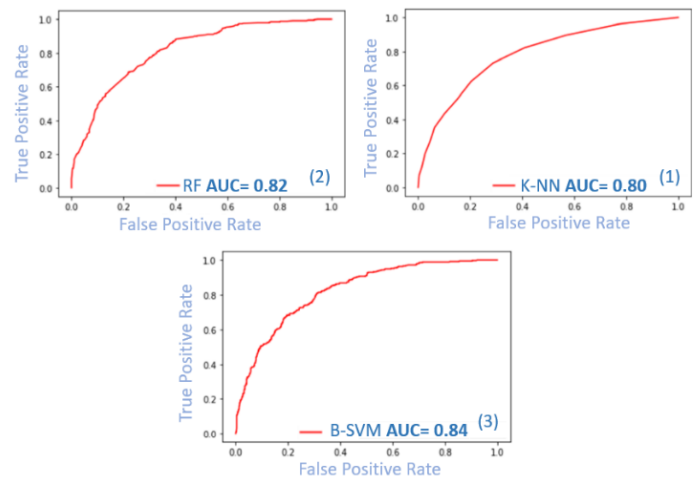 True Positive Rate
1.0
0.8
0.6
0.4
0.2
0.0
RF AUC= 0.82
(2)
0.0 0.2 0.4 0.6 0.8 1.0
False Positive Rate
True Positive Rate
1.0
0.8
0.6
0.4
0.2
0.0
K-NN AUC= 0.80
(1)
0.0 0.2 0.4 0.6 0.8 1.0
False Positive Rate
True Positive Rate
1.0
0.8
0.6
0.4
0.2
0.0
B-SVM AUC= 0.84
(3)
0.0 0.2 0.4 0.6 0.8 1.0
False Positive Rate